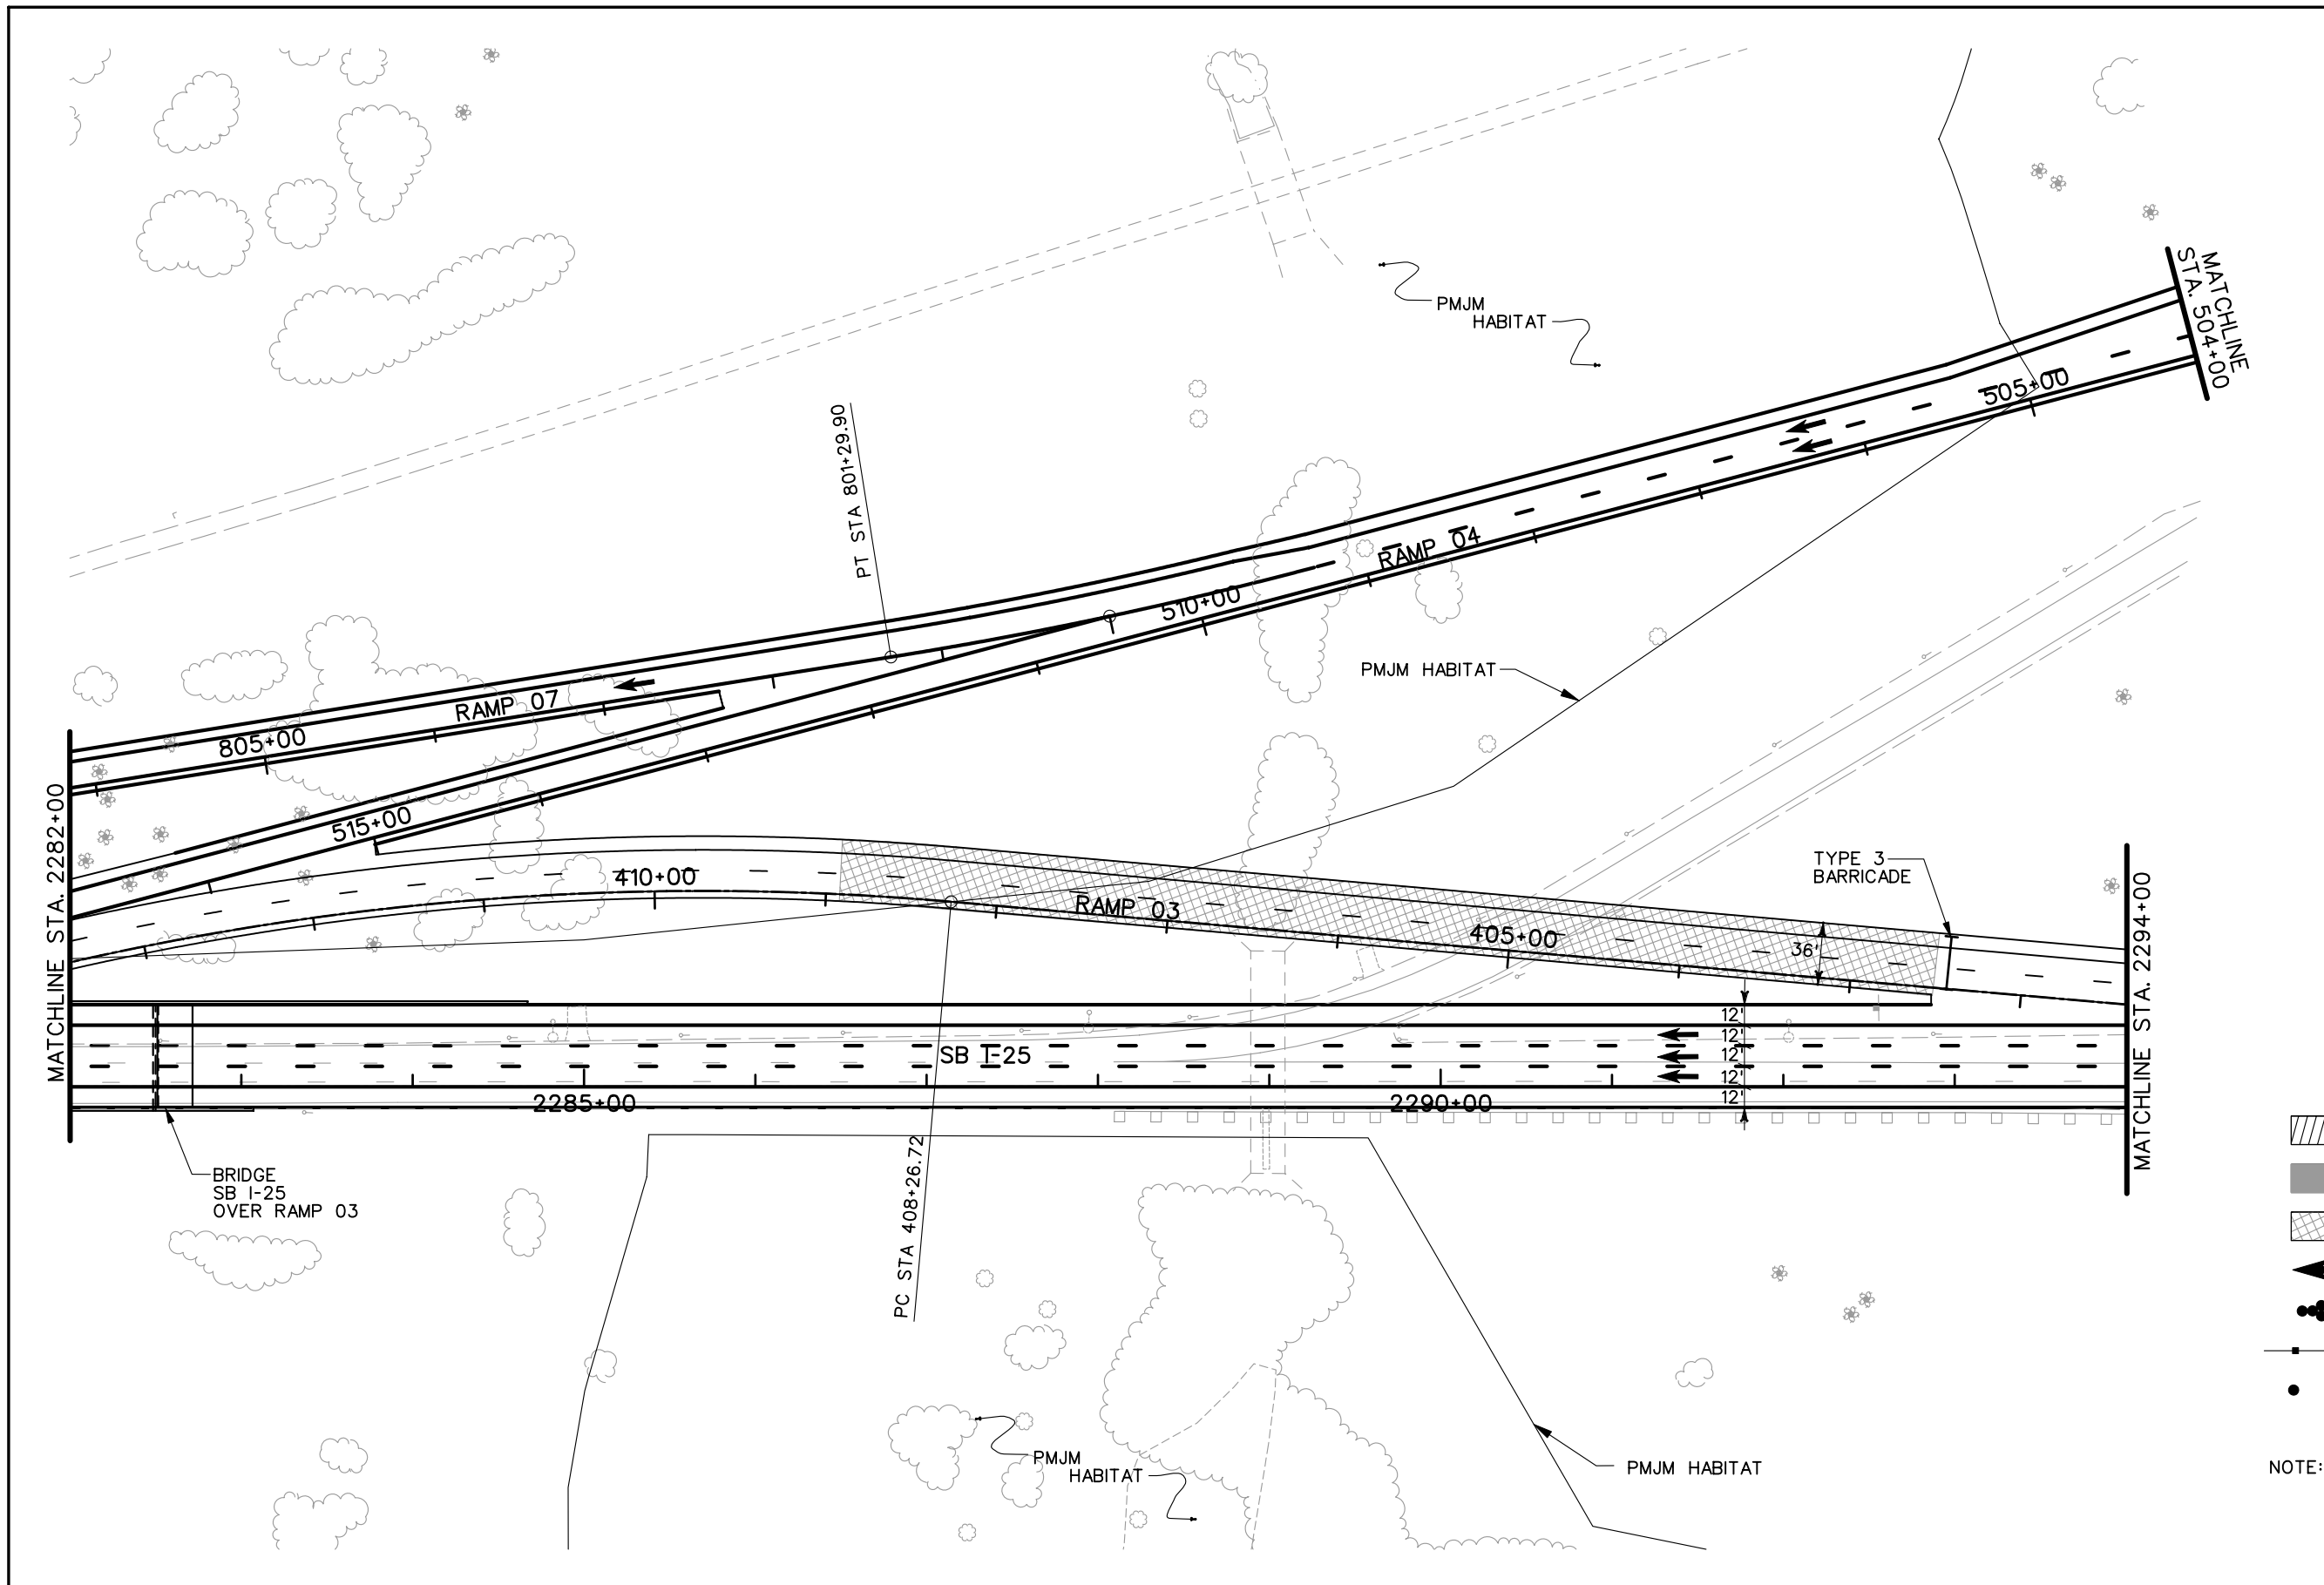 PMJM
HABITAT
MATCHLINE
STA. 504+00
505+00
PT STA 801+29.90
RAMP 04
510+00
PMJM HABITAT
RAMP 07
805+00
515+00
MATCHLINE STA. 2282+00
410+00
RAMP 03
405+00
36'
TYPE 3
BARRICADE
MATCHLINE STA. 2294+00
12'
12'
12'
12'
12'
SB I-25
2285+00
2290+00
BRIDGE
SB I-25
OVER RAMP 03
PC STA 408+26.72
PMJM
HABITAT
PMJM HABITAT
NOTE: